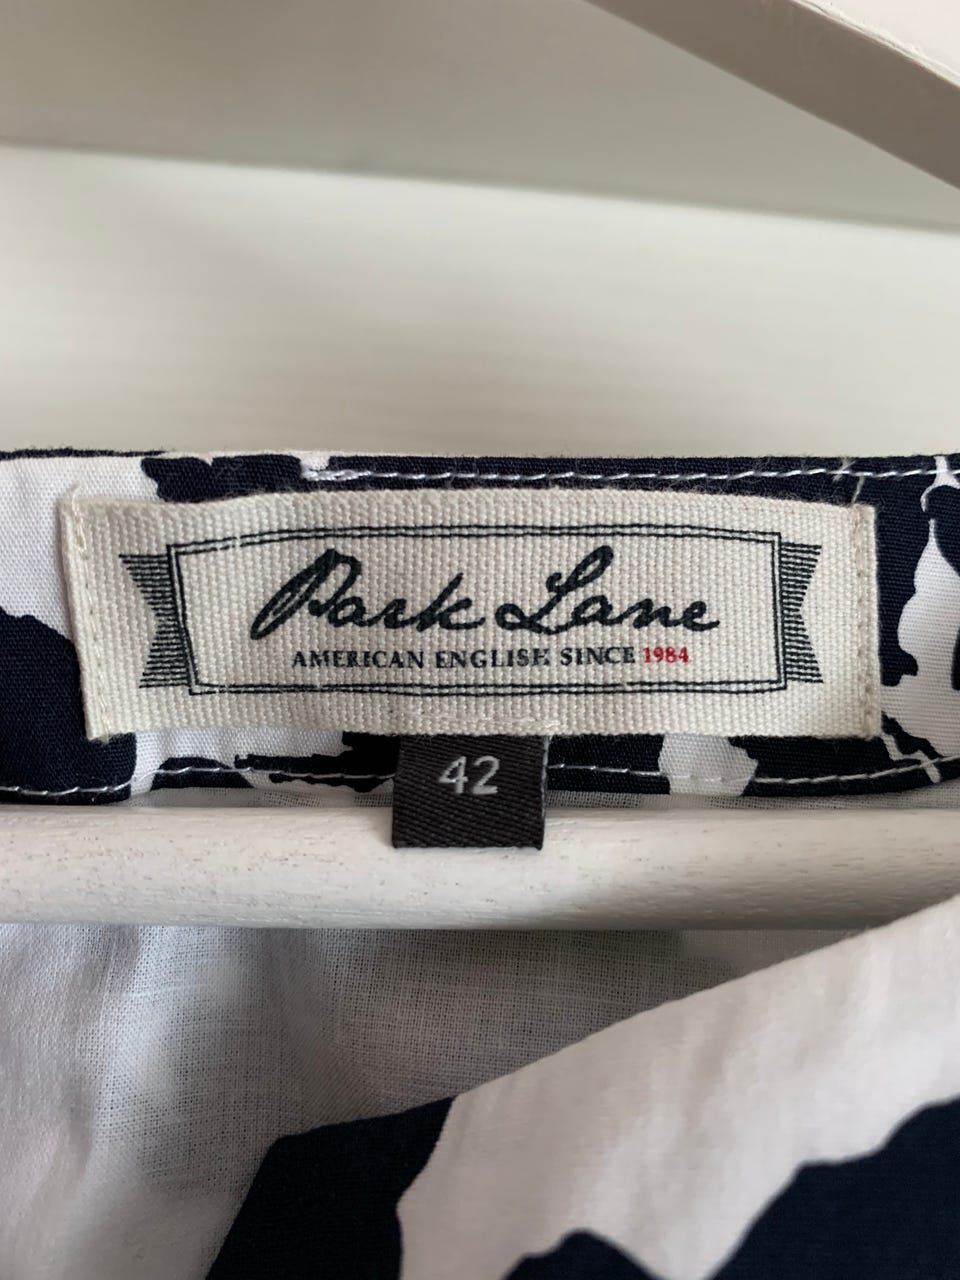 Park Lane
AMERICAN ENGLISH SINCE 1984
42